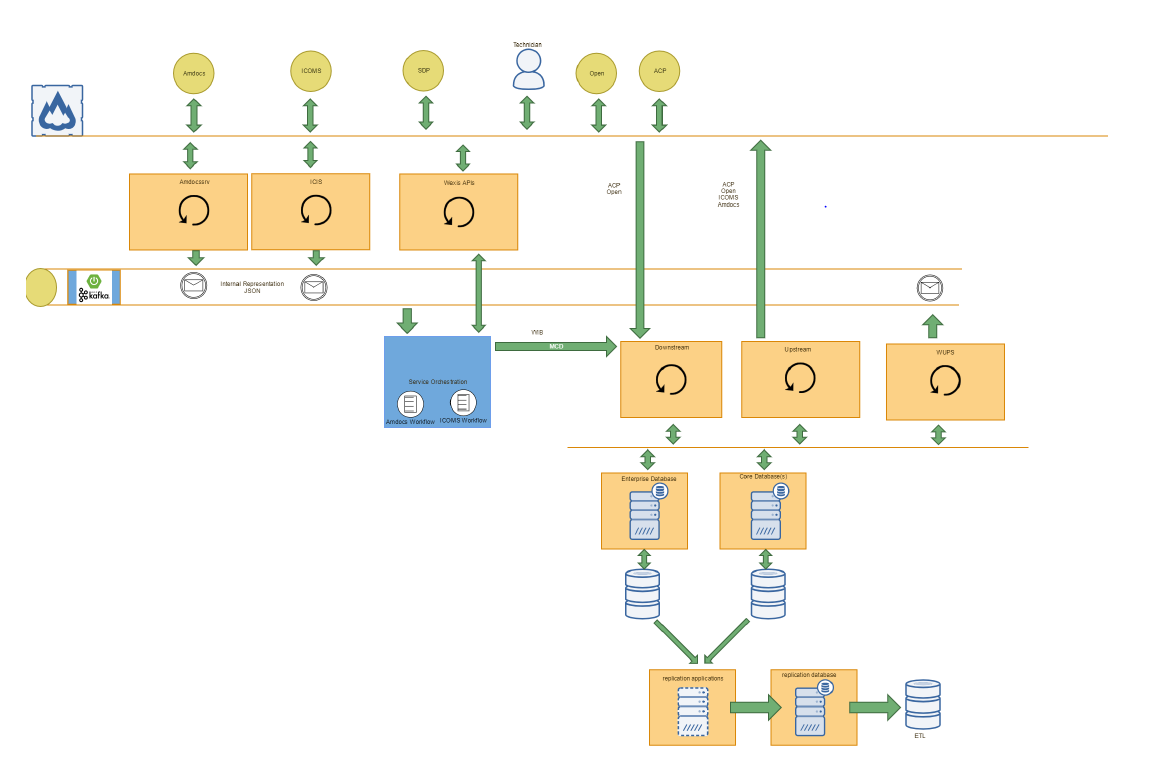 Technician
Amdocs
ICOMS
SDP
Open
ACP
Amdocssrv
ICIS
Wexis APIs
ACP
Open
ACP
Open
ICOMS
Amdocs
kafka
Internal Representation
JSON
WB
MCD
Downstream
Upstream
WUPS
Service Orchestration
Amdocs Workflow
ICOMS Workflow
Enterprise Database
Core Database(s)
replication applications
replication database
ETL